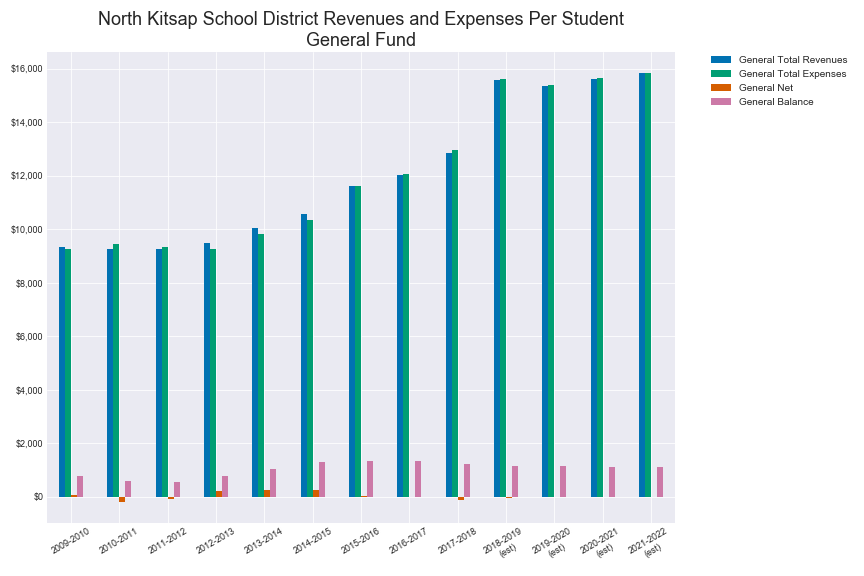 North Kitsap School District Revenues and Expenses Per Student
General Fund
General Total Revenues
General Total Expenses
General Net
General Balance
$16,000
$14,000
$12,000
$10,000
$8,000
$6,000
$4,000
$2,000
$0
2009-2010
2010-2011
2011-2012
2012-2013
2013-2014
2014-2015
2015-2016
2016-2017
2017-2018
2018-2019
(est)
2019-2020
(est)
2020-2021
(est)
2021-2022
(est)